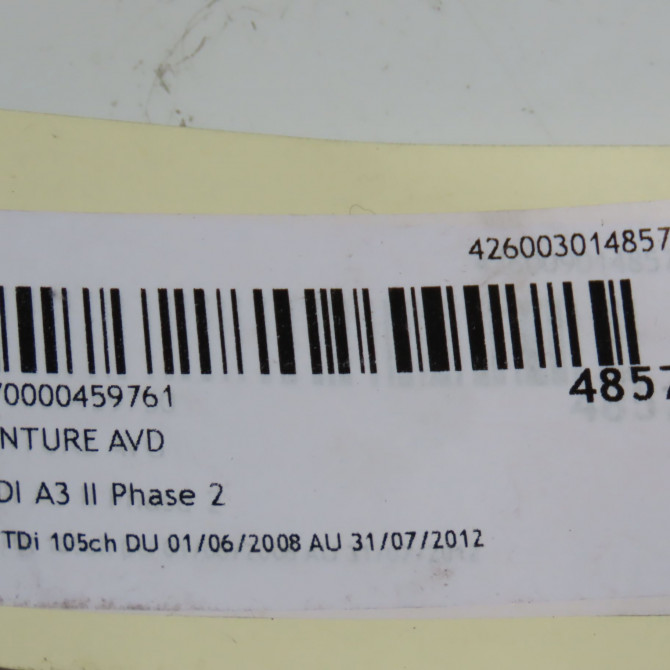 426003014857
70000459761
4857
NTURE AVD
DI A3 II Phase 2
TDi 105ch DU 01/06/2008 AU 31/07/2012